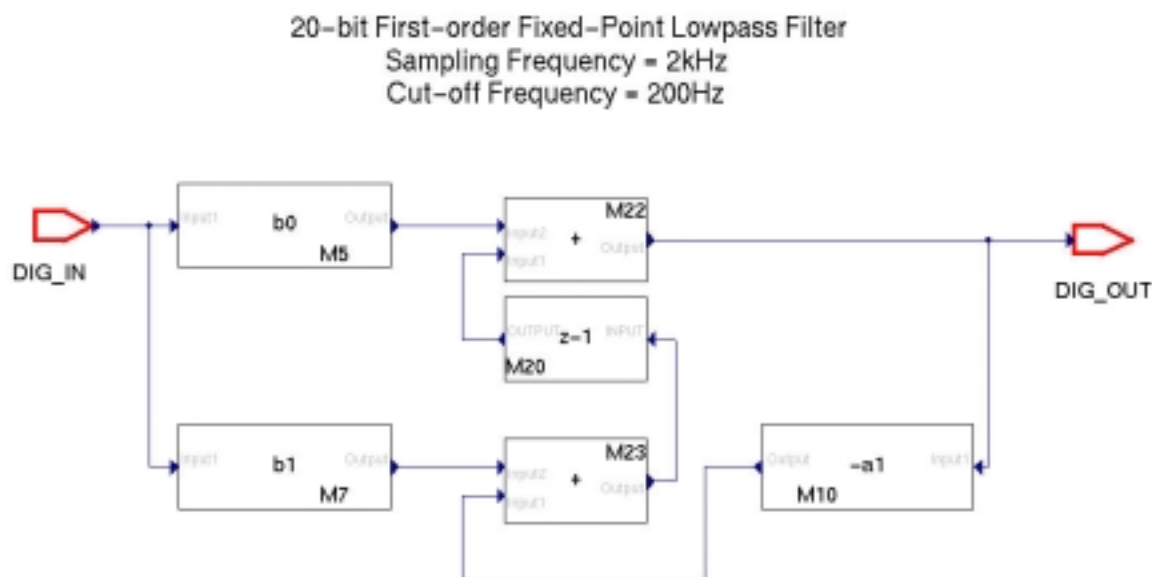 20-bit First-order Fixed-Point Lowpass Filter
Sampling Frequency = 2kHz
Cut-off Frequency = 200Hz
DIG_IN
Input1
b0
Output
M5
M22
Input2
+
Input1
Output
DIG_OUT
OUTPUT
z-1
INPUT
M20
Input1
b1
Output
M7
M23
Input2
+
Input1
Output
Output
-a1
Input1
M10